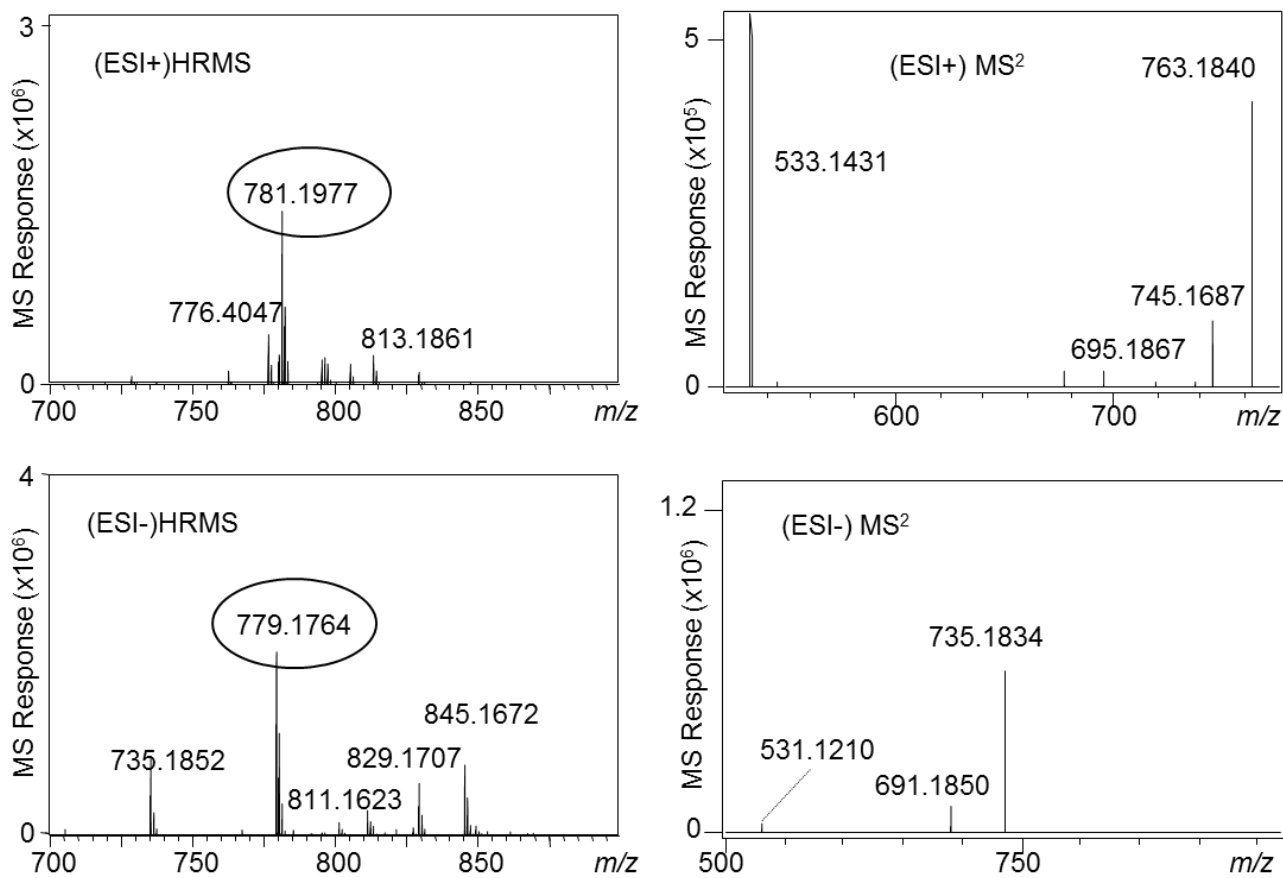 MS Response (x10⁶)
3
0
(ESI+)HRMS
781.1977
776.4047
813.1861
700
750
800
850
m/z
MS Response (x10⁵)
5
0
(ESI+) MS²
763.1840
533.1431
745.1687
695.1867
600
700
m/z
MS Response (x10⁶)
4
0
(ESI-)HRMS
779.1764
845.1672
735.1852
829.1707
811.1623
700
750
800
850
m/z
MS Response (x10⁶)
1.2
0
(ESI-) MS²
735.1834
531.1210
691.1850
500
750
m/z